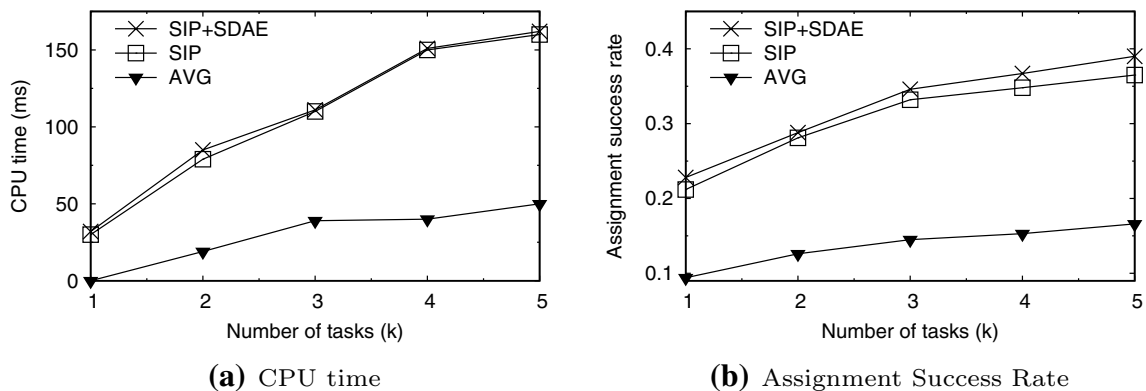 SIP+SDAE
SIP
AVG
150
100
50
0
1 2 3 4 5
CPU time (ms)
Number of tasks (k)
(a) CPU time
SIP+SDAE
SIP
AVG
0.4
0.3
0.2
0.1
1 2 3 4 5
Assignment success rate
Number of tasks (k)
(b) Assignment Success Rate